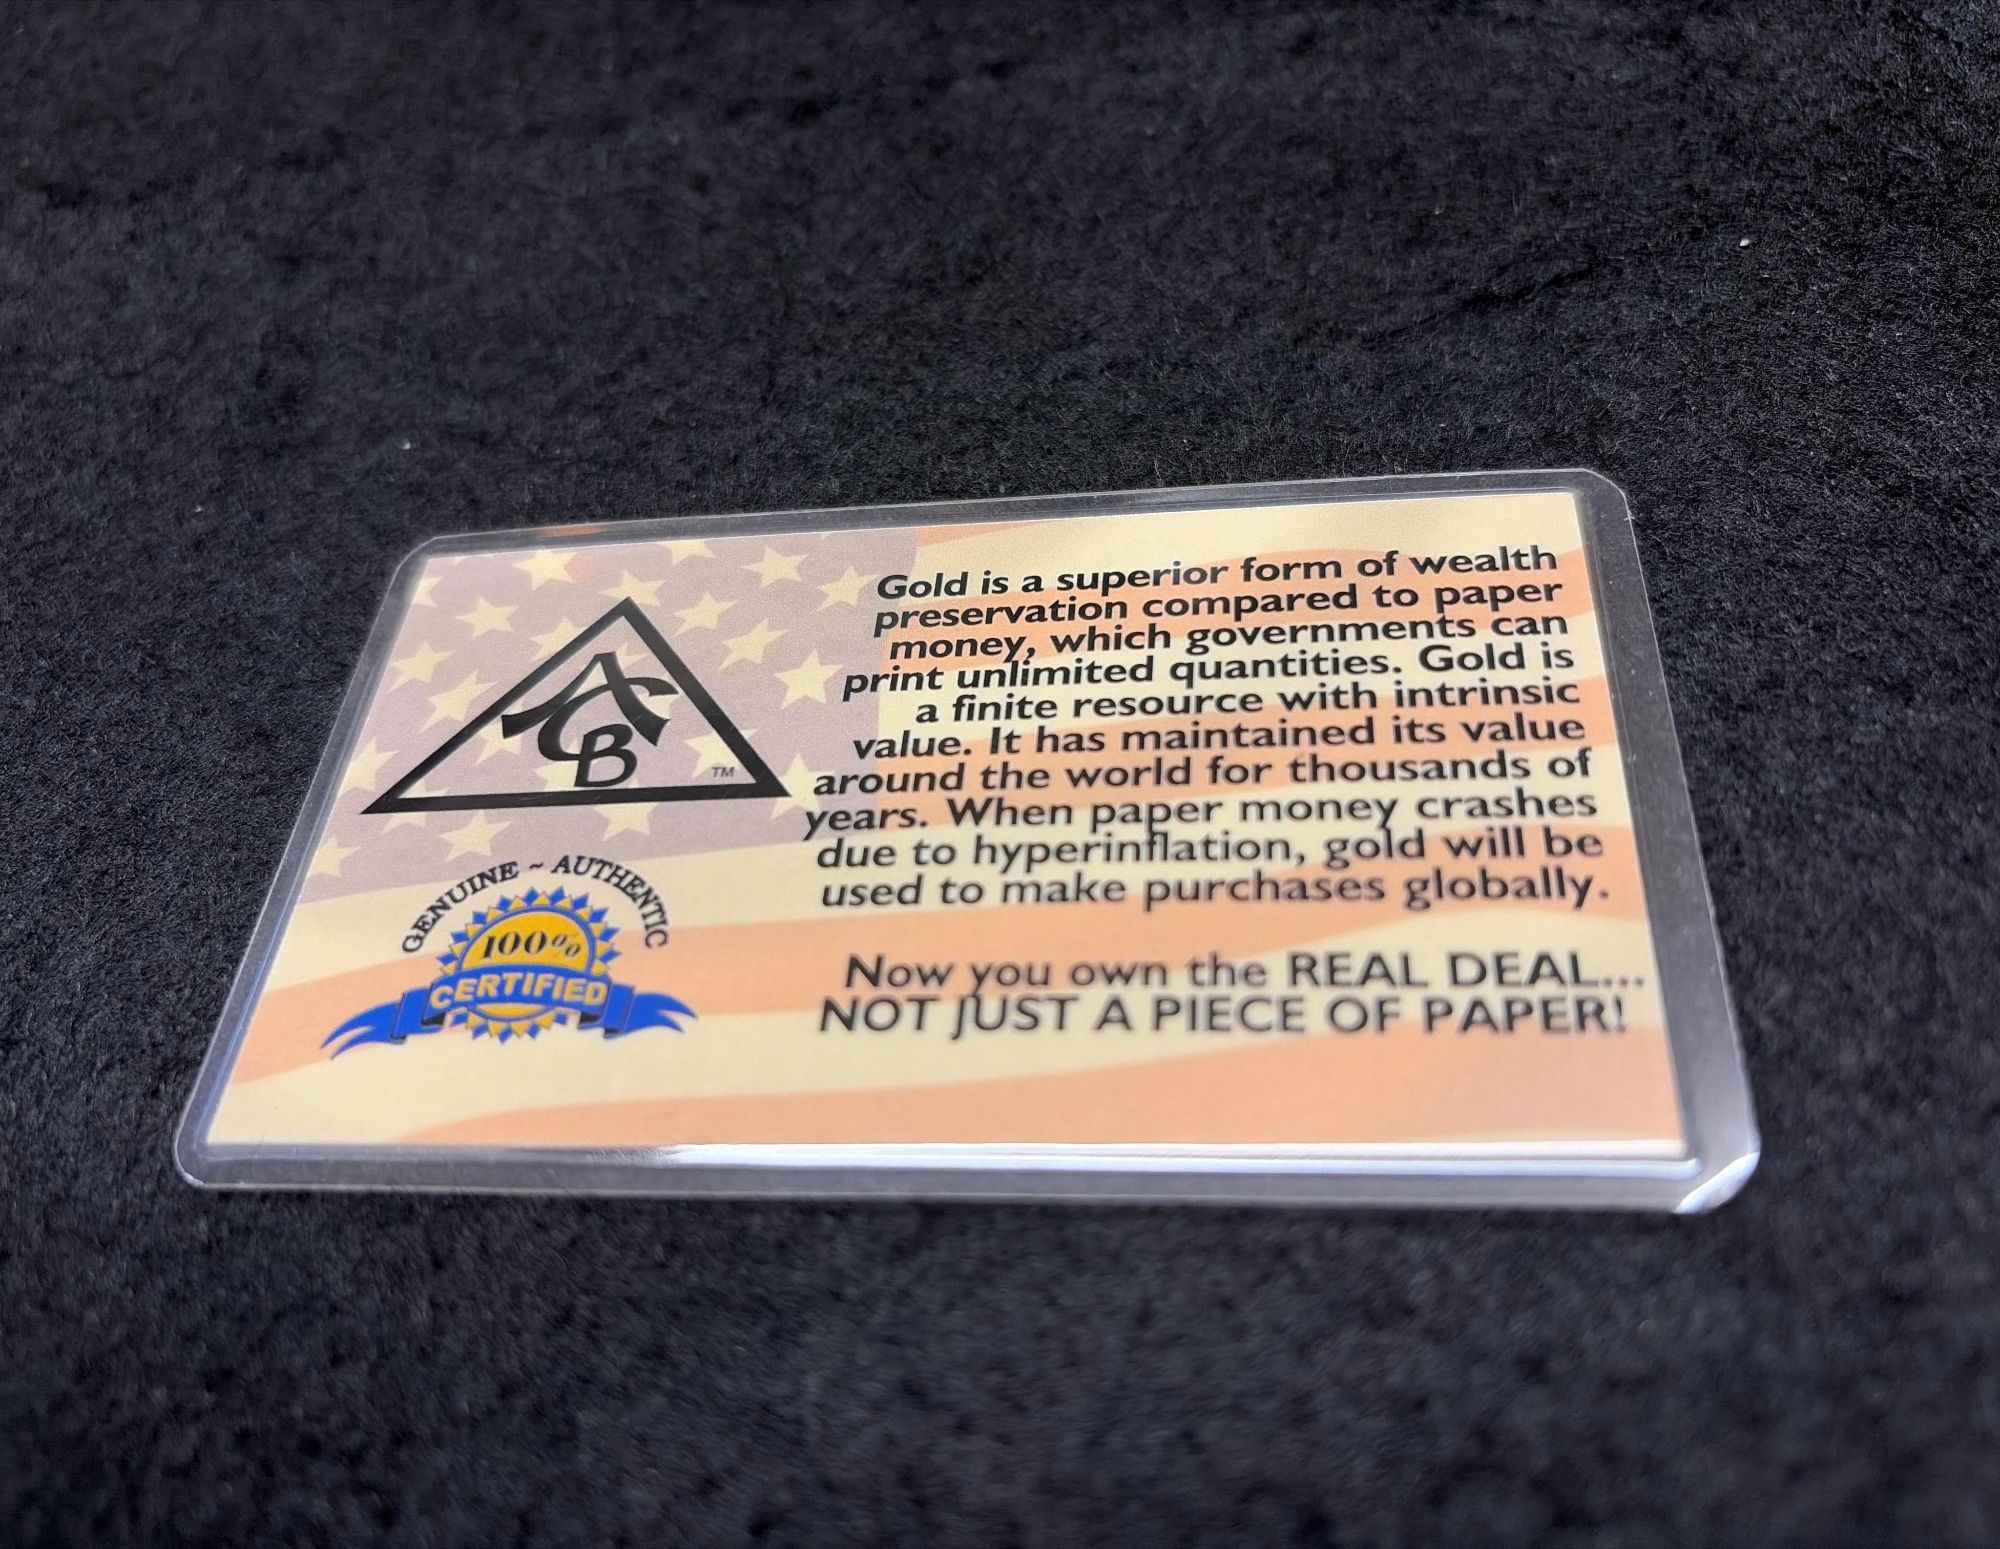 ACB
TM
GENUINE ~ AUTHENTIC
100%
CERTIFIED
Gold is a superior form of wealth
preservation compared to paper
money, which governments can
print unlimited quantities. Gold is
a finite resource with intrinsic
value. It has maintained its value
around the world for thousands of
years. When paper money crashes
due to hyperinflation, gold will be
used to make purchases globally.
Now you own the REAL DEAL...
NOT JUST A PIECE OF PAPER!